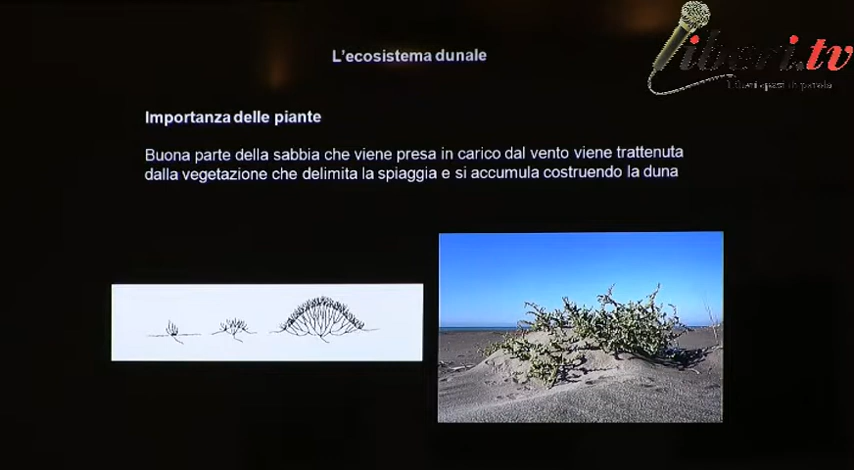 L'ecosistema dunale
liberi.tv
Importanza delle piante
Buona parte della sabbia che viene presa in carico dal vento viene trattenuta
dalla vegetazione che delimita la spiaggia e si accumula costruendo la duna